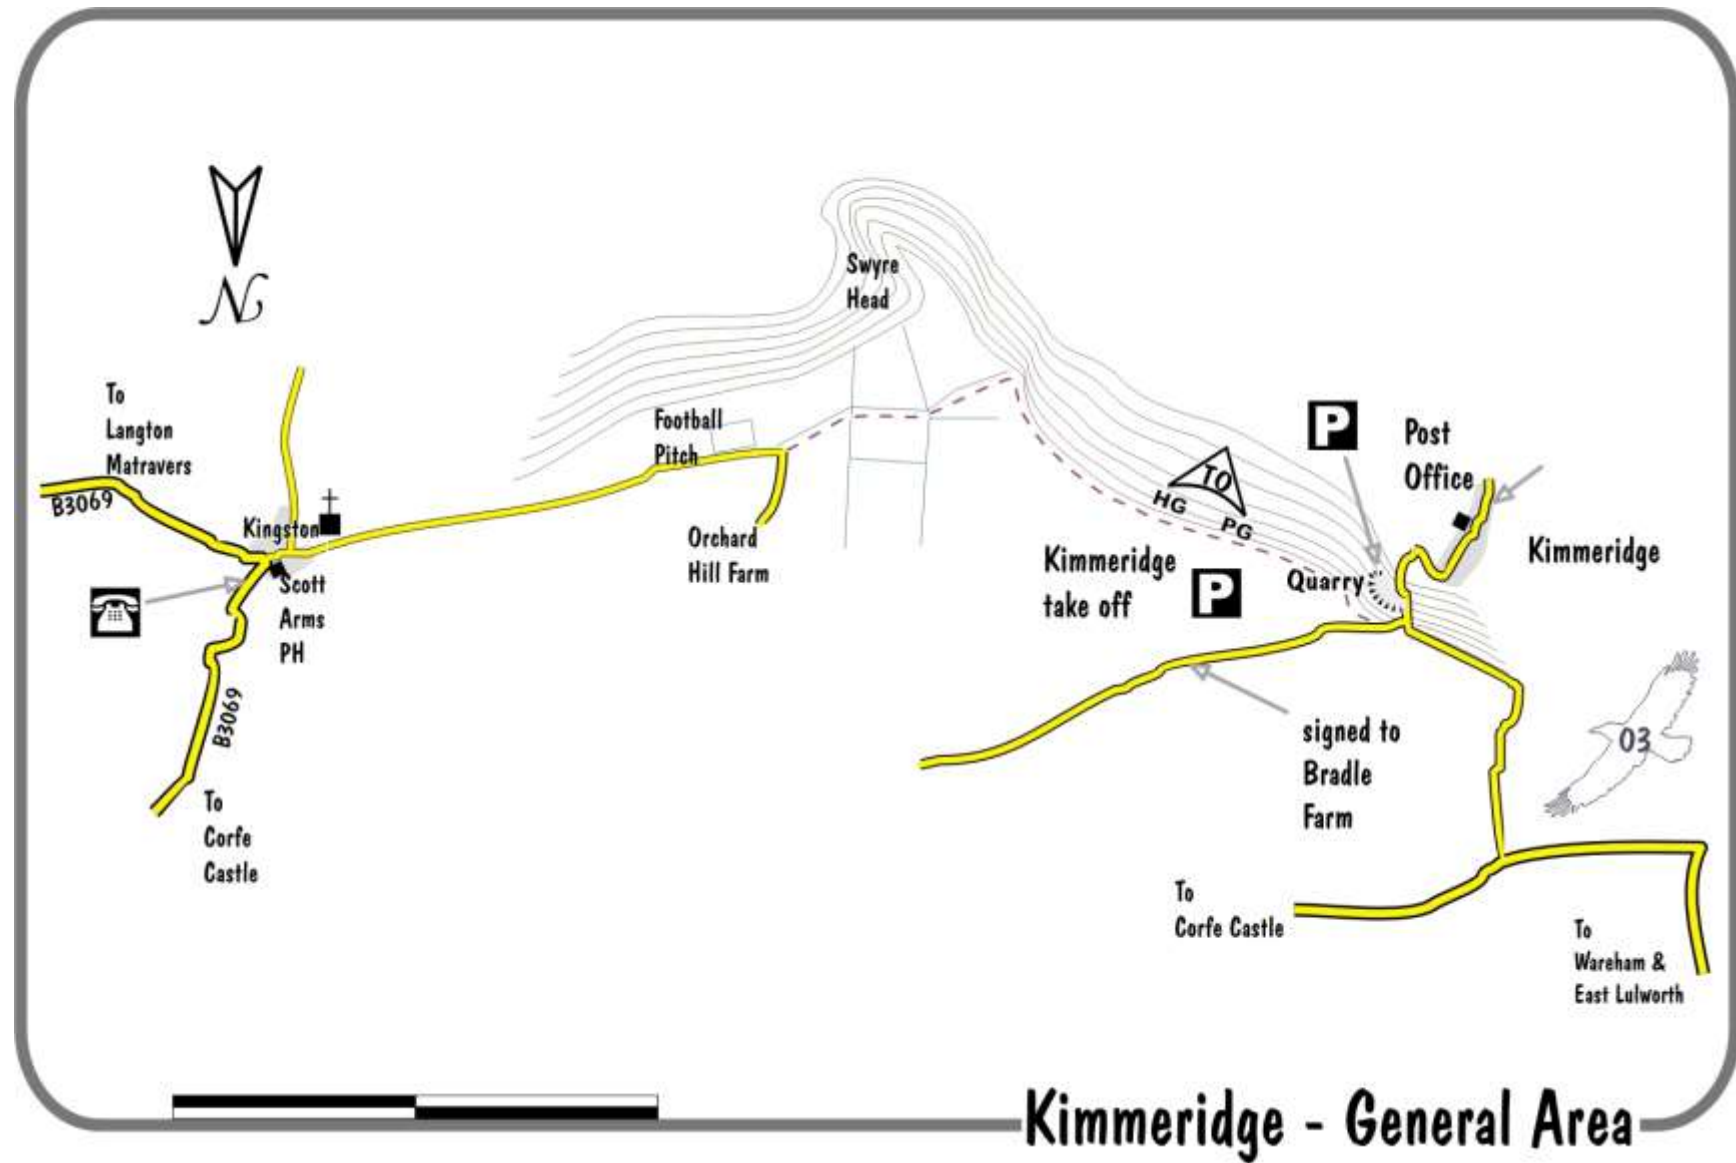 N
Swyre
Head
To
Langton
Matravers
B3069
Kingston
Scott
Arms
PH
B3069
To
Corfe
Castle
Football
Pitch
Orchard
Hill Farm
TO
HG
PG
P
Post
Office
Kimmeridge
Kimmeridge
take off
P
Quarry
signed to
Bradle
Farm
03
To
Corfe Castle
To
Wareham &
East Lulworth
Kimmeridge - General Area